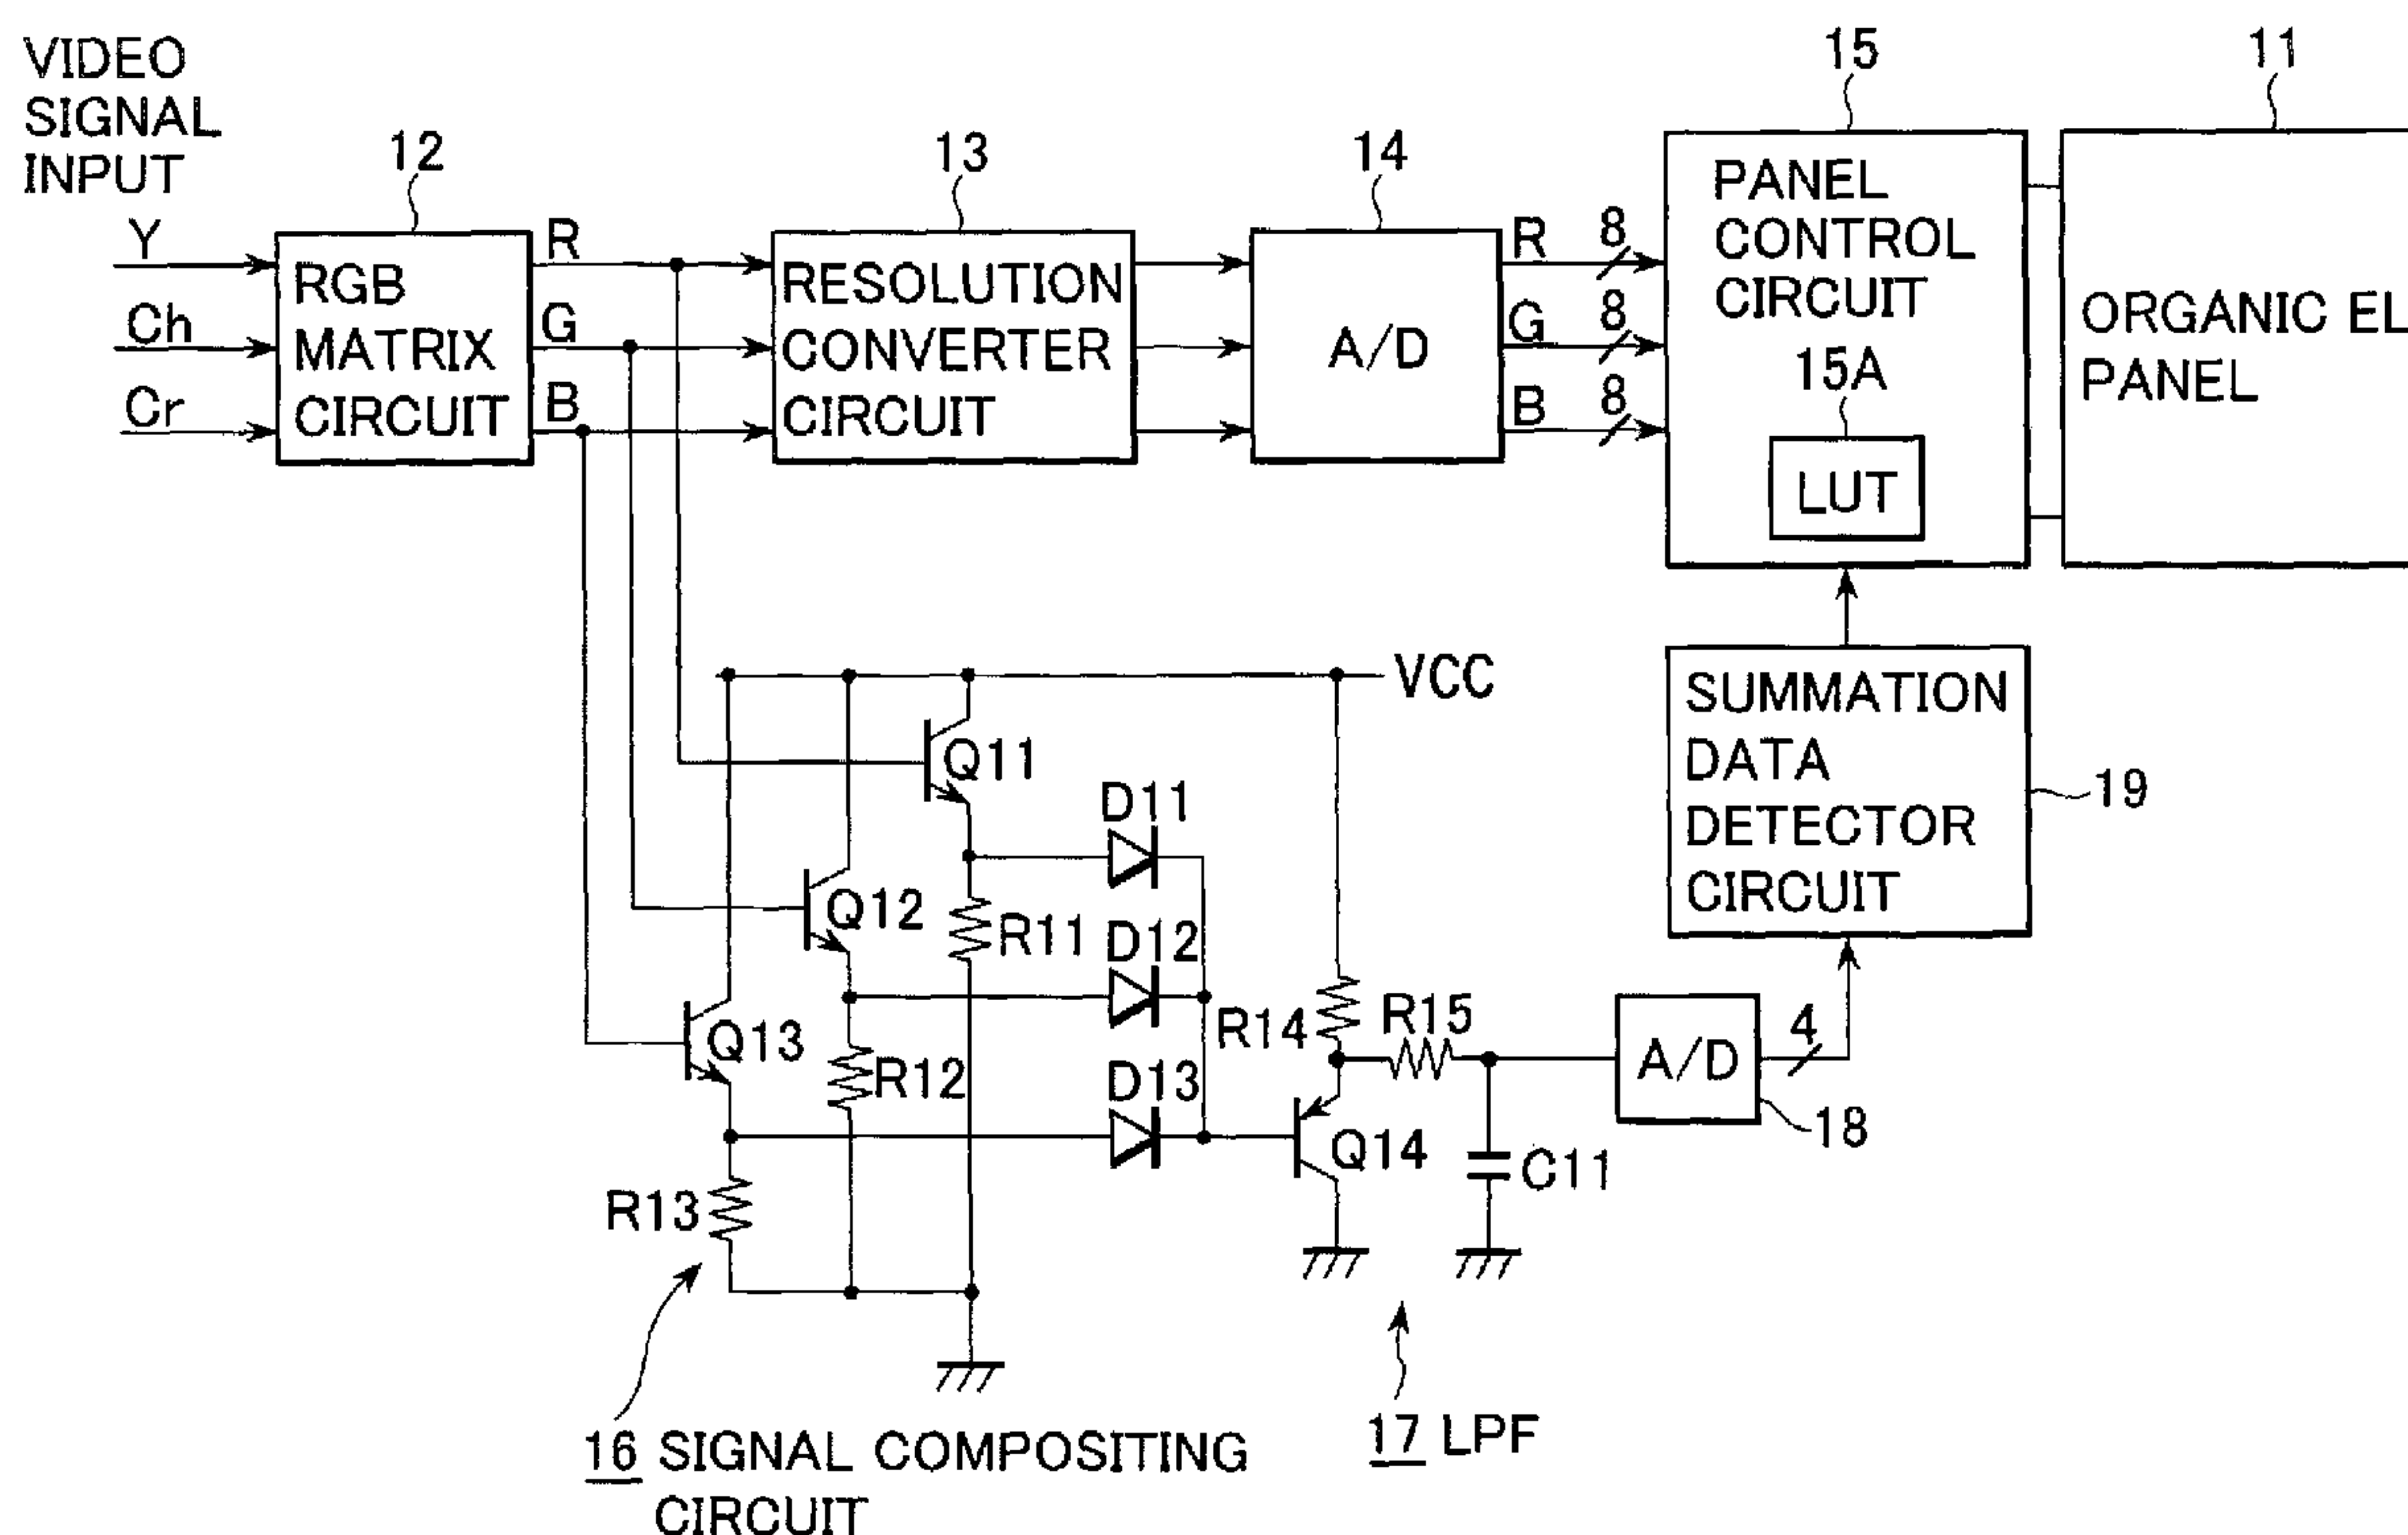 VIDEO
SIGNAL
INPUT
12
13
14
15
11
Y
Ch
Cr
RGB
MATRIX
CIRCUIT
R
G
B
RESOLUTION
CONVERTER
CIRCUIT
A/D
R
8
G
8
B
8
PANEL
CONTROL
CIRCUIT
15A
LUT
ORGANIC EL
PANEL
VCC
SUMMATION
DATA
DETECTOR
CIRCUIT
19
Q11
D11
Q12
R11
D12
Q13
R12
D13
R14
R15
A/D
4
18
R13
Q14
C11
16 SIGNAL COMPOSITING
CIRCUIT
17 LPF